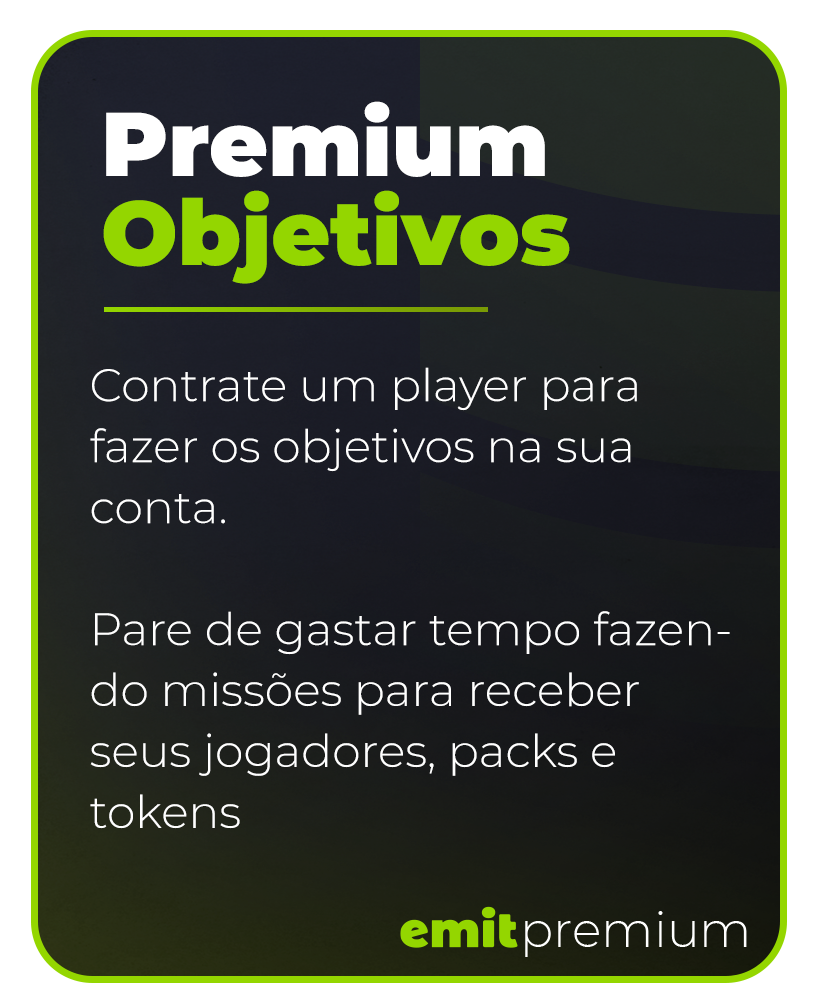 Premium
Objetivos
Contrate um player para
fazer os objetivos na sua
conta.
Pare de gastar tempo fazen-
do missões para receber
seus jogadores, packs e
tokens
emitpremium